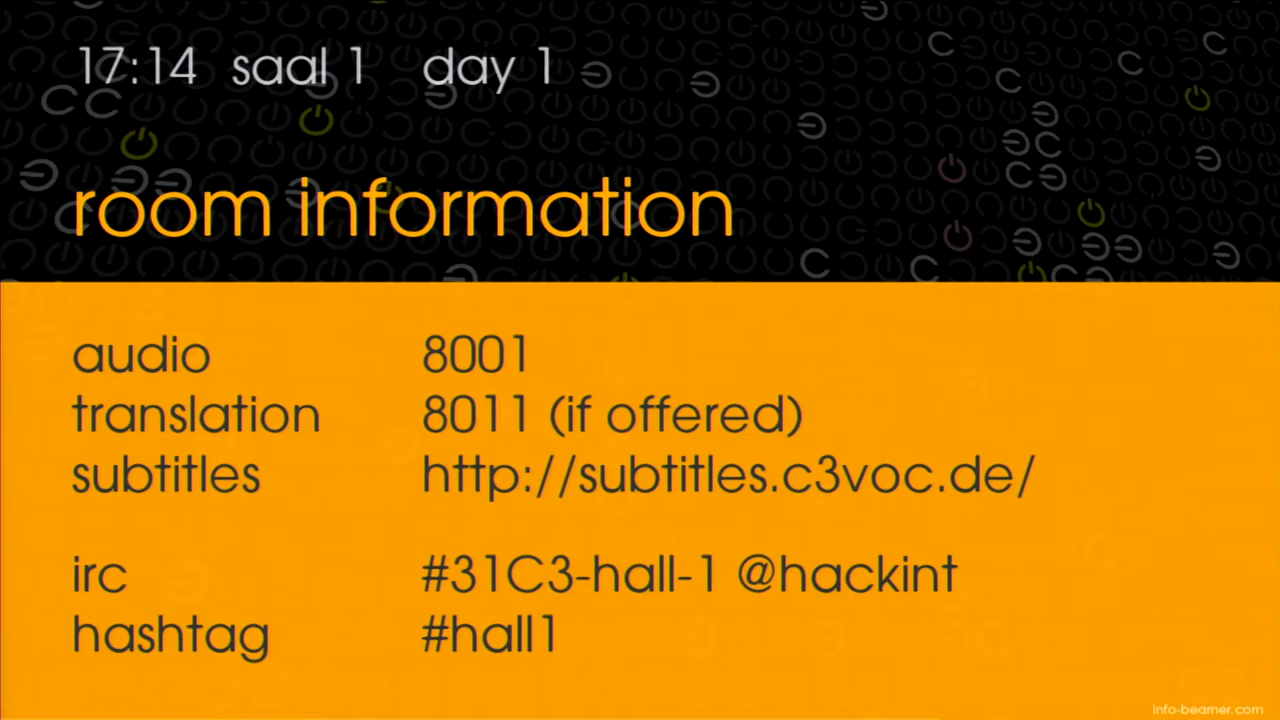 17:14 saal 1 day 1
room information
audio 8001
translation 8011 (if offered)
subtitles http://subtitles.c3voc.de/
irc #31C3-hall-1 @hackint
hashtag #hall1
info-beamer.com